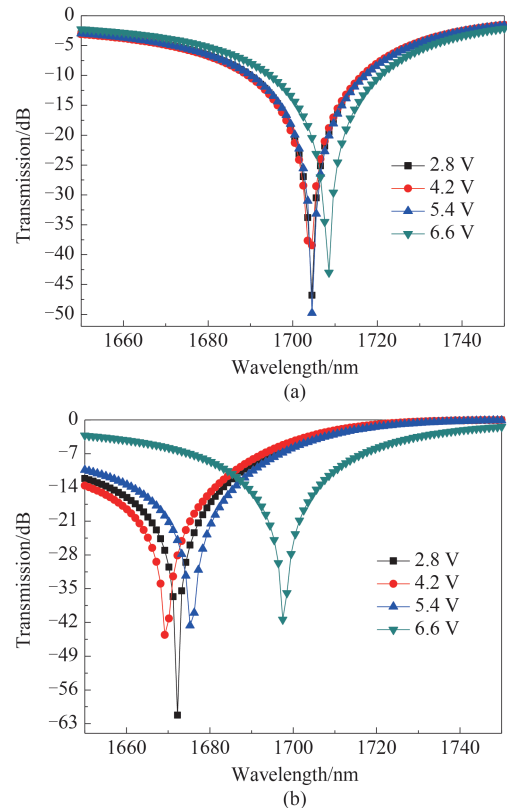 0
−5
−10
−15
−20
−25
−30
−35
−40
−45
−50
Transmission/dB
2.8 V
4.2 V
5.4 V
6.6 V
1660 1680 1700 1720 1740
Wavelength/nm
(a)
0
−7
−14
−21
−28
−35
−42
−49
−56
−63
Transmission/dB
2.8 V
4.2 V
5.4 V
6.6 V
1660 1680 1700 1720 1740
Wavelength/nm
(b)